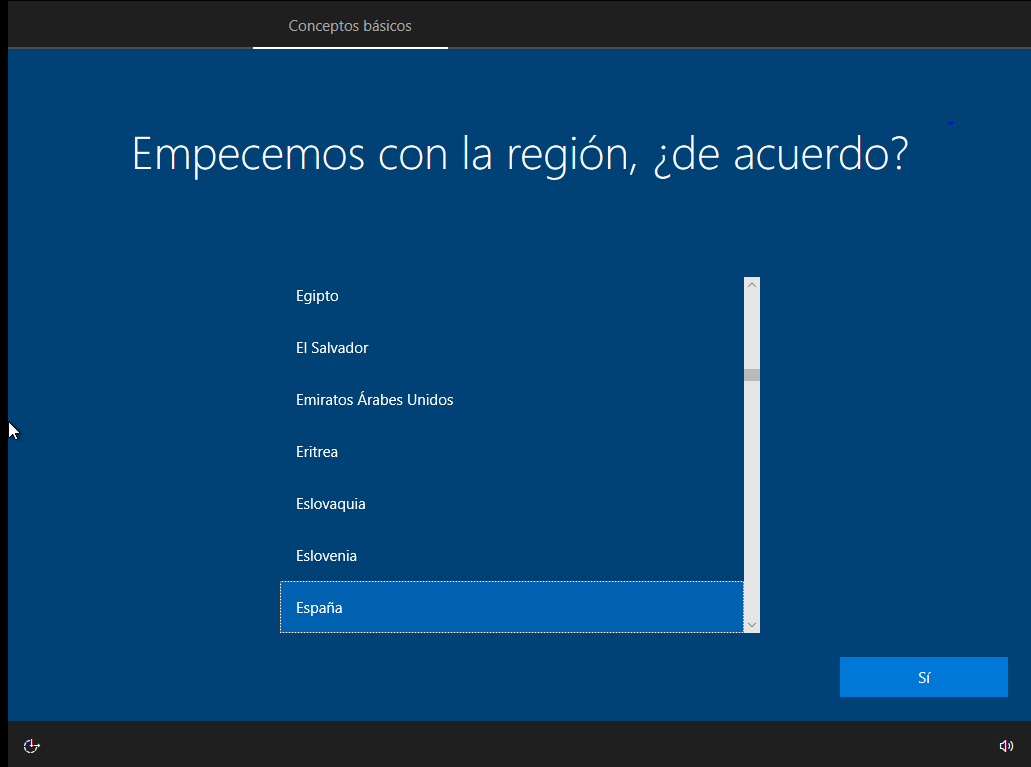 Conceptos básicos
Empecemos con la región, ¿de acuerdo?
Egipto
El Salvador
Emiratos Árabes Unidos
Eritrea
Eslovaquia
Eslovenia
España
Sí